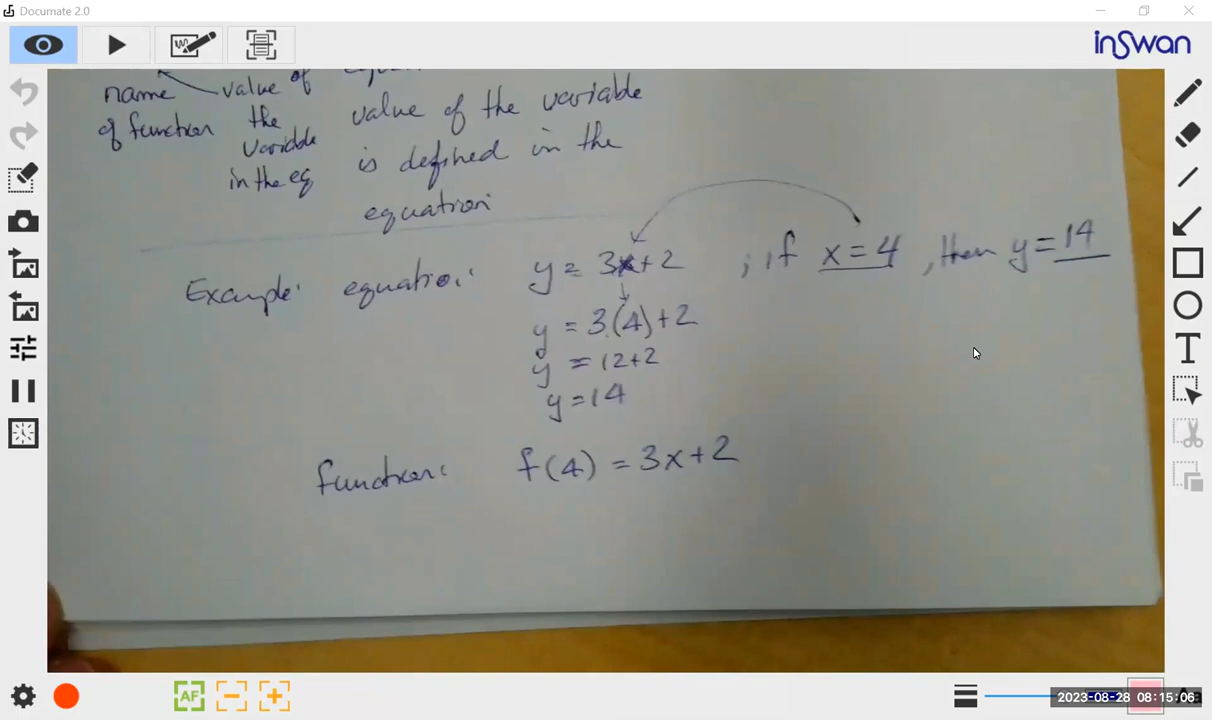 Documate 2.0
inSwan
name value of
of function the value of the variable
variable is defined in the
in the eq equation
Example: equation: y = 3x+2 ; if x=4, then y=14
y = 3(4)+2
y = 12+2
y=14
function: f(4) = 3x+2
T
AF
2023-08-28 08:15:06